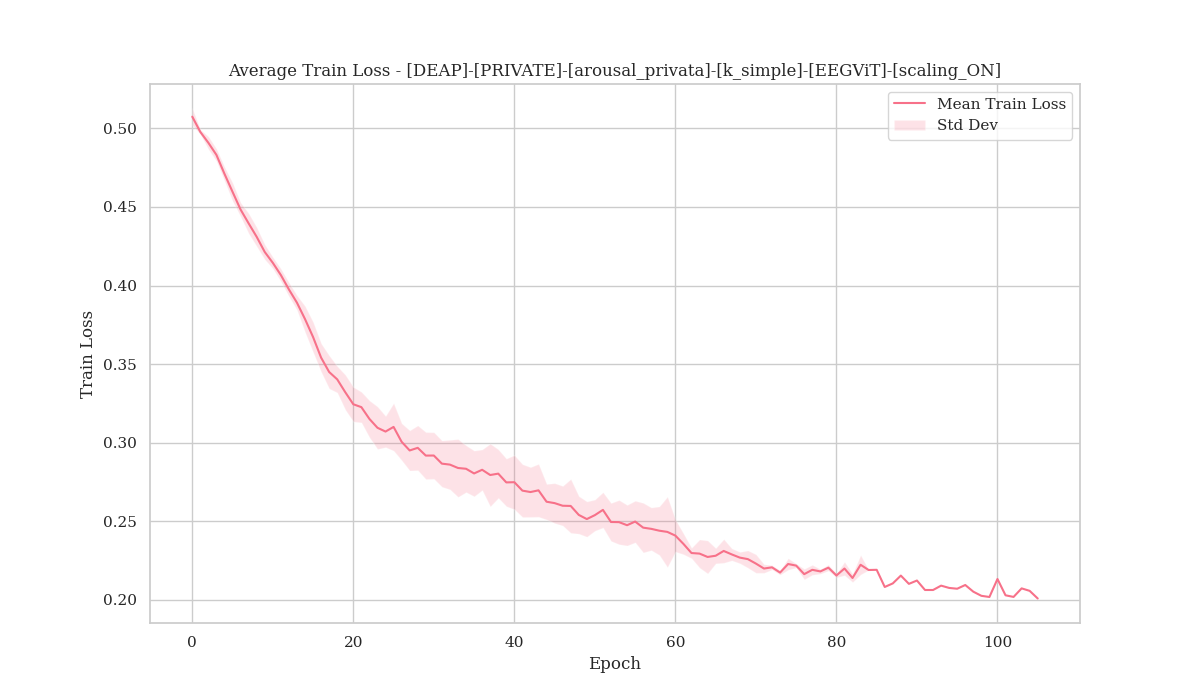 Average Train Loss - [DEAP]-[PRIVATE]-[arousal_privata]-[k_simple]-[EEGViT]-[scaling_ON]
Mean Train Loss
Std Dev
0.50
0.45
0.40
0.35
0.30
0.25
0.20
Train Loss
0 20 40 60 80 100
Epoch